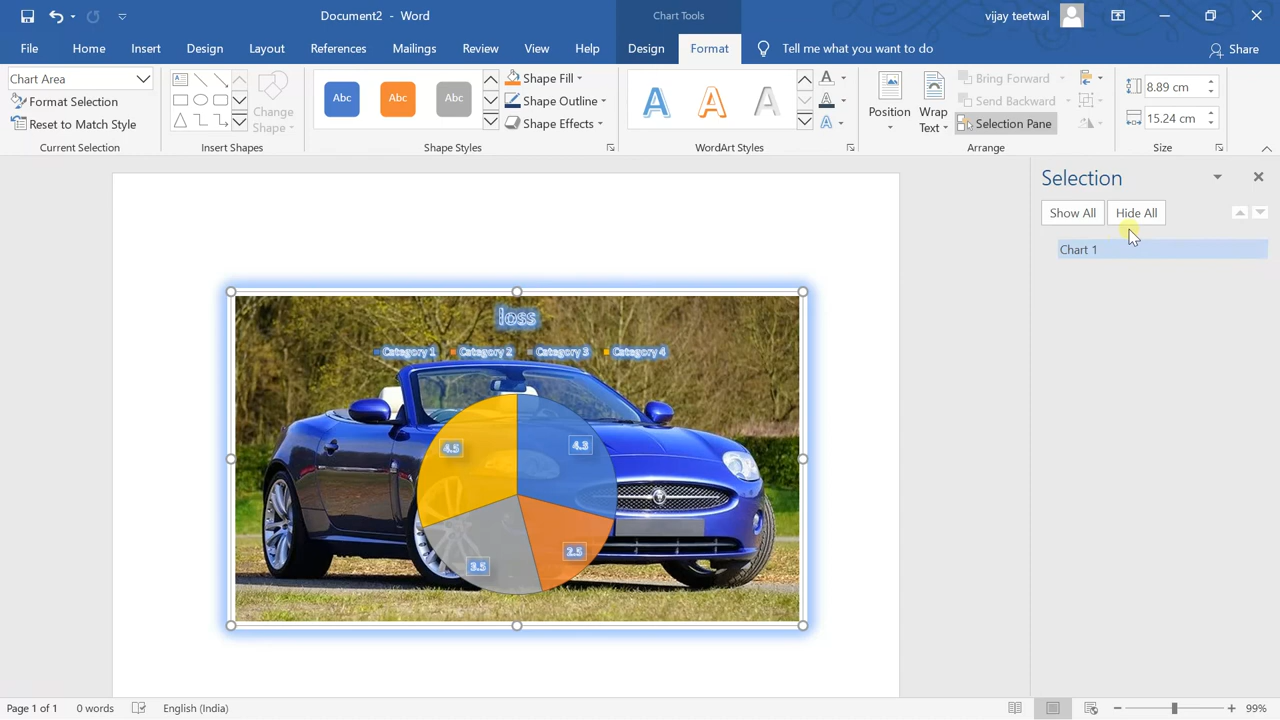 Document2 - Word
Chart Tools
vijay teetwal
File Home Insert Design Layout References Mailings Review View Help Design Format Tell me what you want to do Share
Chart Area
Format Selection
Reset to Match Style
Current Selection
Change
Shape
Insert Shapes
Abc Abc Abc
Shape Fill
Shape Outline
Shape Effects
Shape Styles
A A A
WordArt Styles
Position
Wrap
Text
Bring Forward
Send Backward
Selection Pane
Arrange
8.89 cm
15.24 cm
Size
Selection
Show All Hide All
Chart 1
loss
Category 1 Category 2 Category 3 Category 4
4.5 4.3
3.5 2.5
Page 1 of 1 0 words English (India) 99%